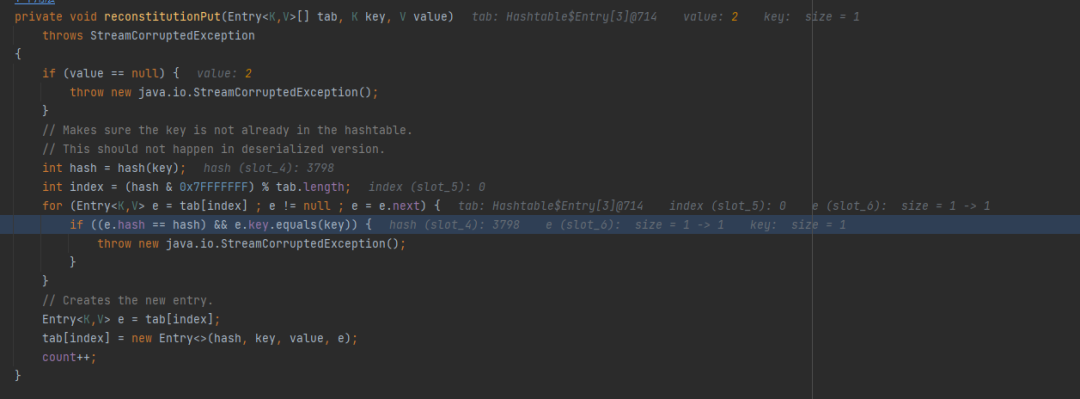 private void reconstitutionPut(Entry<K,V>[] tab, K key, V value)   tab: Hashtable$Entry[3]@714    value: 2    key:  size = 1
    throws StreamCorruptedException
{
    if (value == null) {   value: 2
        throw new java.io.StreamCorruptedException();
    }
    // Makes sure the key is not already in the hashtable.
    // This should not happen in deserialized version.
    int hash = hash(key);   hash (slot_4): 3798
    int index = (hash & 0x7FFFFFFF) % tab.length;   index (slot_5): 0
    for (Entry<K,V> e = tab[index] ; e != null ; e = e.next) {   tab: Hashtable$Entry[3]@714    index (slot_5): 0    e (slot_6):  size = 1 -> 1
        if ((e.hash == hash) && e.key.equals(key)) {   hash (slot_4): 3798    e (slot_6):  size = 1 -> 1    key:  size = 1
            throw new java.io.StreamCorruptedException();
        }
    }
    // Creates the new entry.
    Entry<K,V> e = tab[index];
    tab[index] = new Entry<>(hash, key, value, e);
    count++;
}